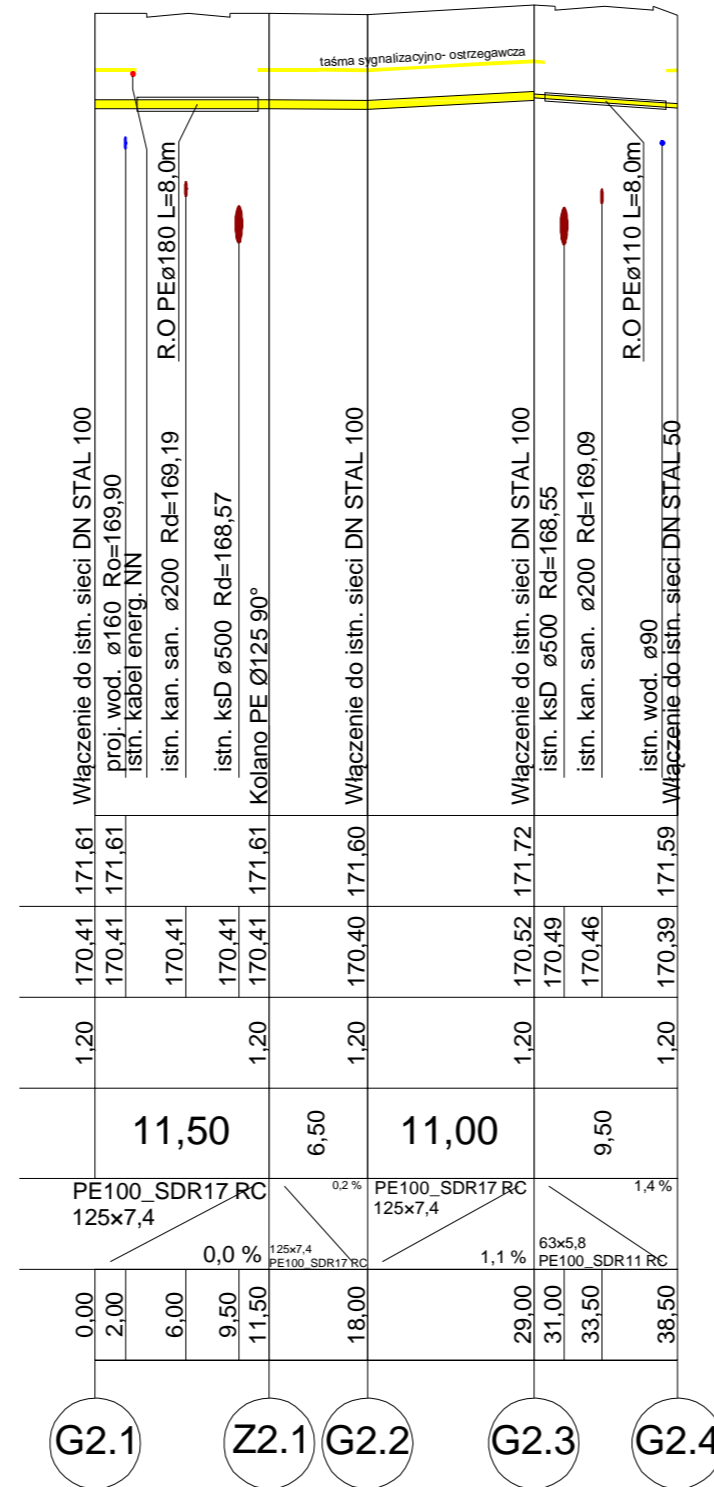 taśma sygnalizacyjno- ostrzegawcza
R.O PEø180 L=8,0m
R.O PEø110 L=8,0m
Włączenie do istn. sieci DN STAL 100
proj. wod. ø160 Ro=169,90
istn. kabel energ. NN
istn. kan. san. ø200 Rd=169,19
istn. ksD ø500 Rd=168,57
Kolano PE Ø125 90°
Włączenie do istn. sieci DN STAL 100
Włączenie do istn. sieci DN STAL 100
istn. ksD ø500 Rd=168,55
istn. kan. san. ø200 Rd=169,09
istn. wod. ø90
Włączenie do istn. sieci DN STAL 50
171,61 171,61 171,61 171,60 171,72 171,59
170,41 170,41 170,41 170,41 170,41 170,40 170,52 170,49 170,46 170,39
1,20 1,20 1,20 1,20 1,20
11,50 6,50 11,00 9,50
PE100_SDR17 RC
125×7,4
0,0 %
0,2 %
125×7,4
PE100_SDR17 RC
PE100_SDR17 RC
125×7,4
1,1 %
1,4 %
63×5,8
PE100_SDR11 RC
0,00 2,00 6,00 9,50 11,50 18,00 29,00 31,00 33,50 38,50
G2.1 Z2.1 G2.2 G2.3 G2.4